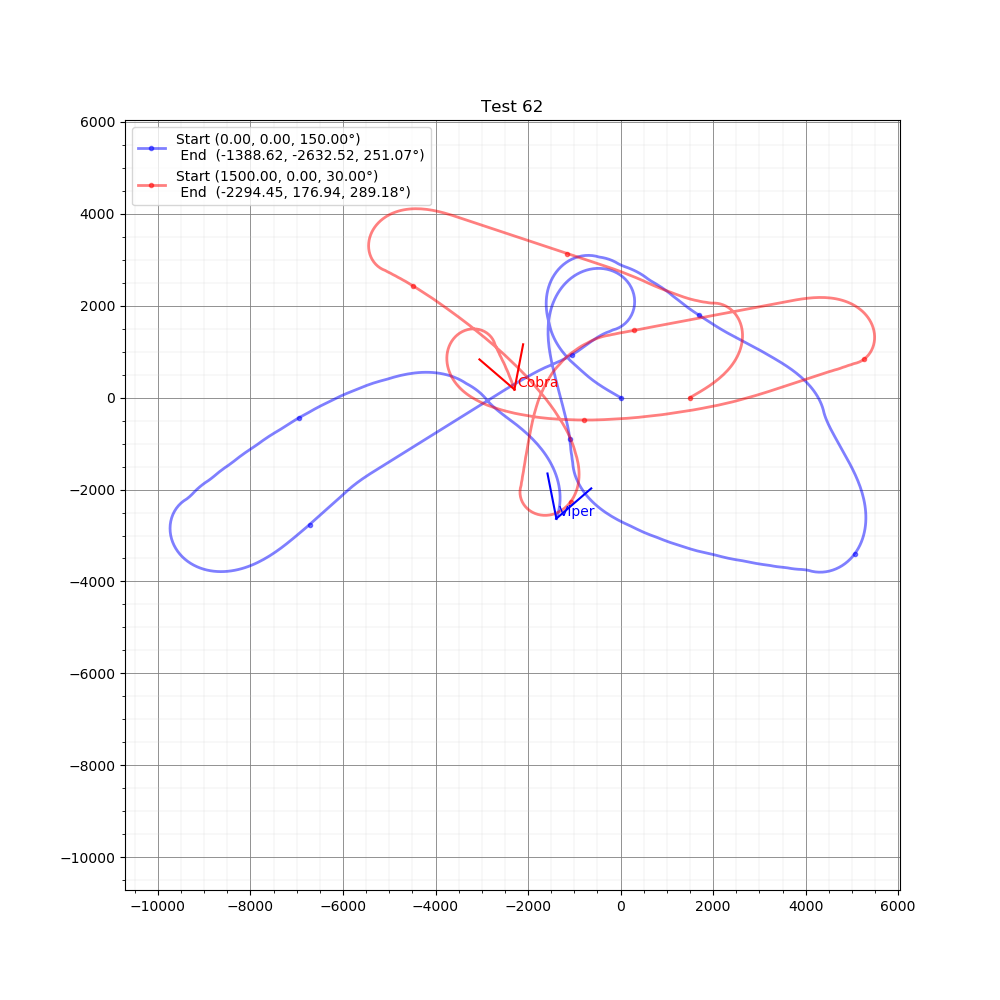 Test 62
Start (0.00, 0.00, 150.00°)
End (-1388.62, -2632.52, 251.07°)
Start (1500.00, 0.00, 30.00°)
End (-2294.45, 176.94, 289.18°)
6000
4000
2000
0
−2000
−4000
−6000
−8000
−10000
Cobra
Viper
−10000 −8000 −6000 −4000 −2000 0 2000 4000 6000